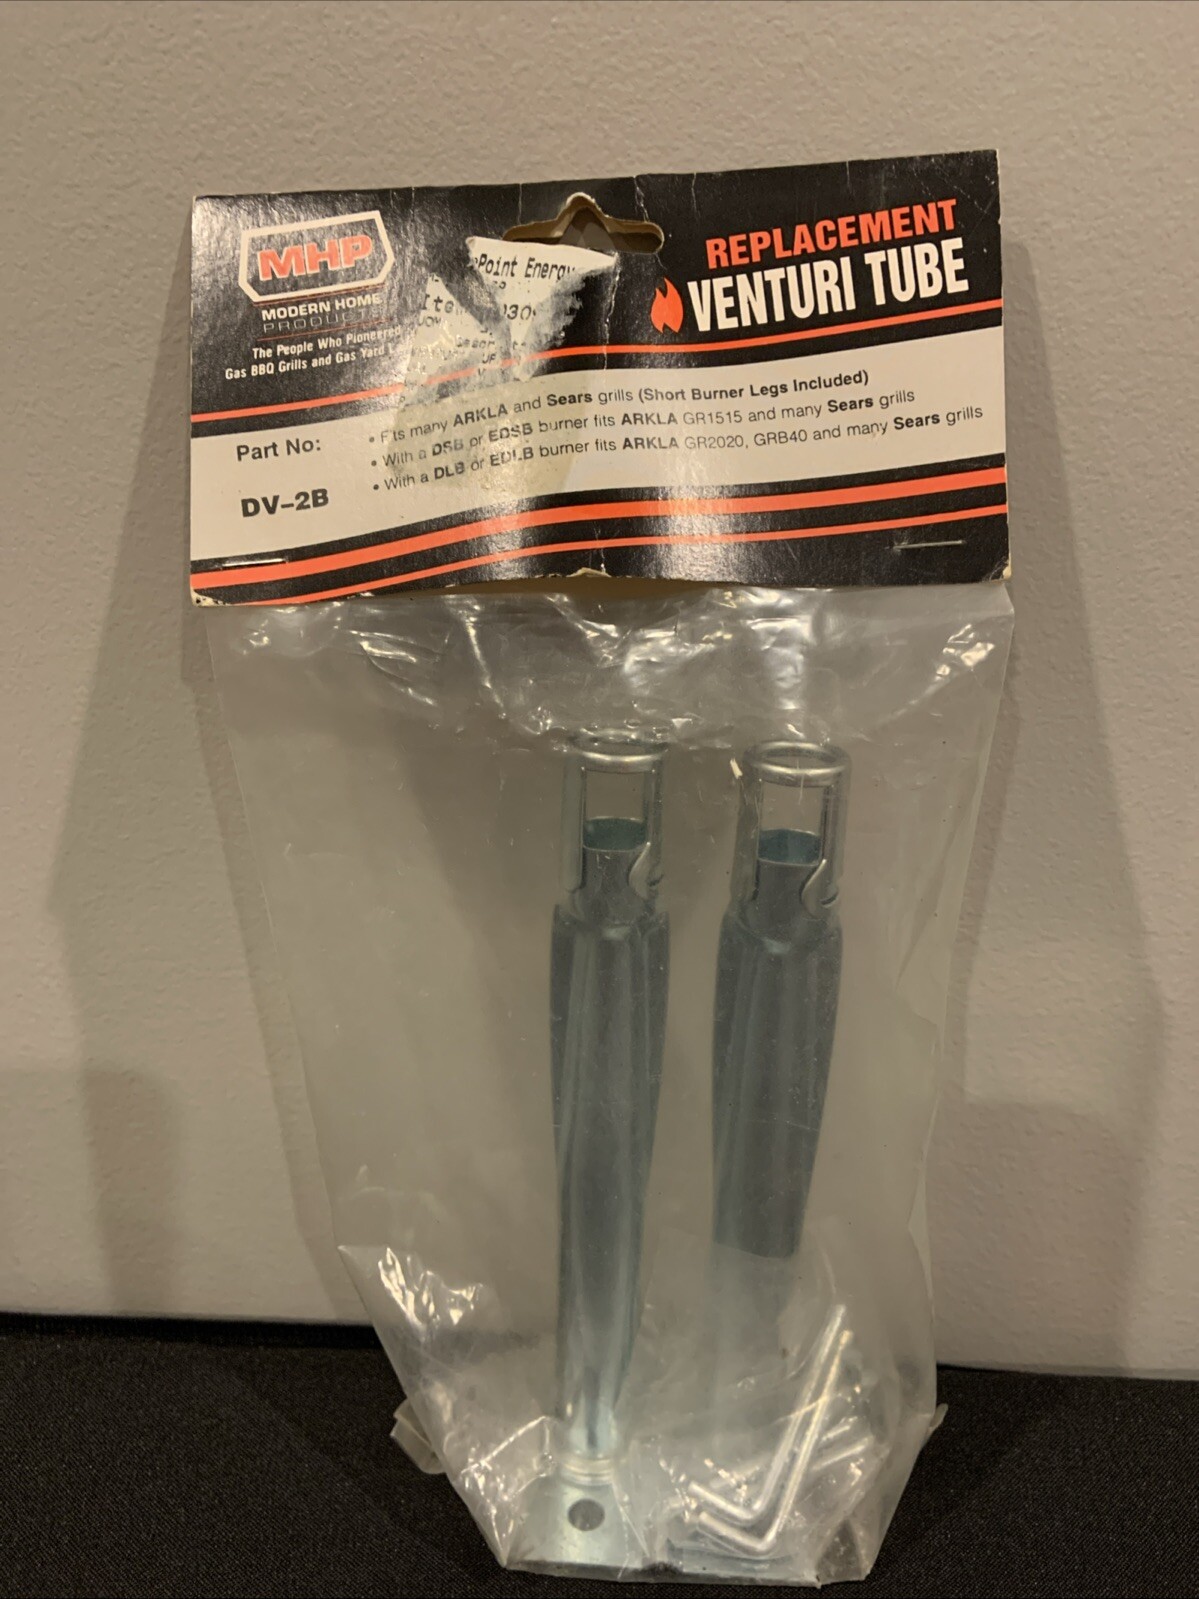 MHP
MODERN HOME
PRODUCTS
The People Who Pioneered
Gas BBQ Grills and Gas Yard
Point Energy
REPLACEMENT
VENTURI TUBE
Part No:
DV-2B
• Fits many ARKLA and Sears grills (Short Burner Legs Included)
• With a DSB or EDSB burner fits ARKLA GR1515 and many Sears grills
• With a DLB or EDLB burner fits ARKLA GR2020, GRB40 and many Sears grills